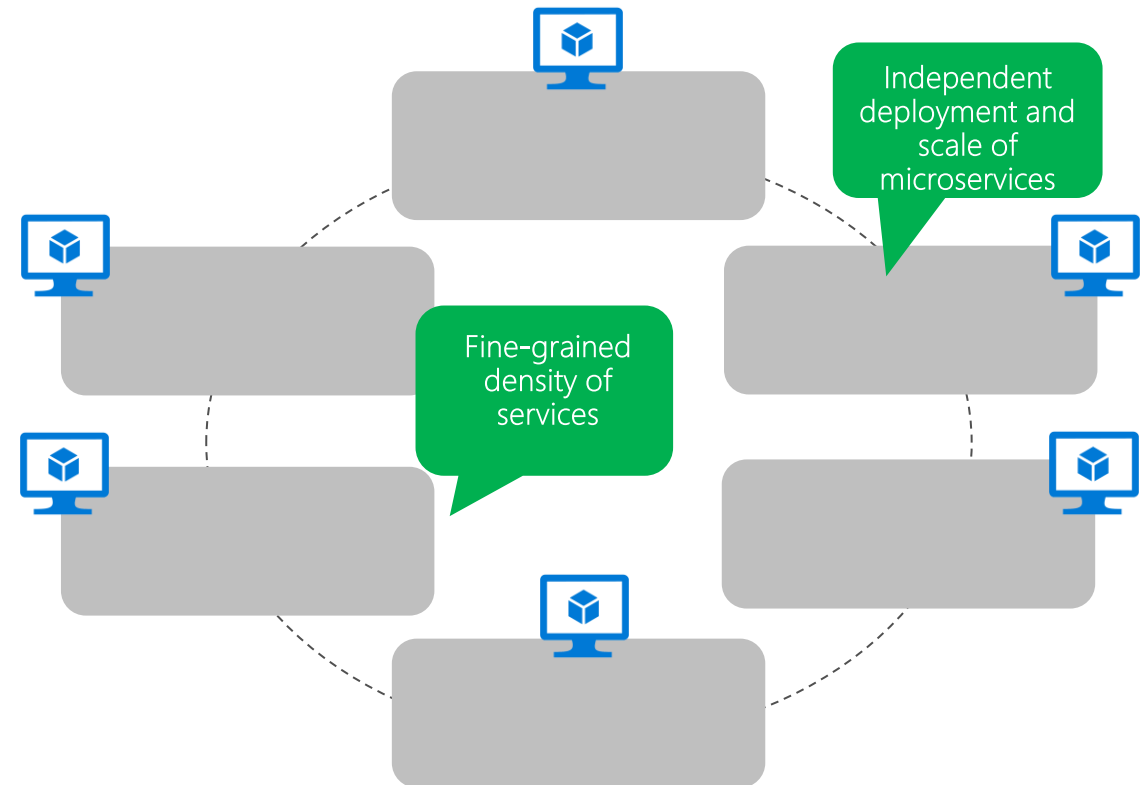 Independent
deployment and
scale of
microservices
Fine-grained
density of
services